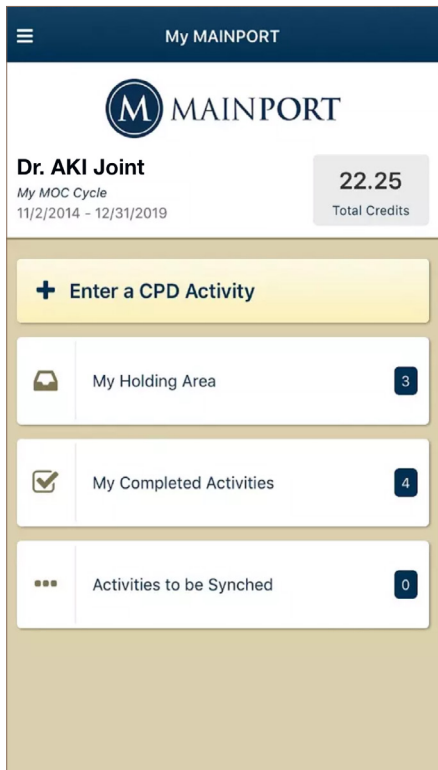 My MAINPORT
M MAINPORT
Dr. AKI Joint
My MOC Cycle
11/2/2014 - 12/31/2019
22.25
Total Credits
+ Enter a CPD Activity
My Holding Area 3
My Completed Activities 4
Activities to be Synched 0